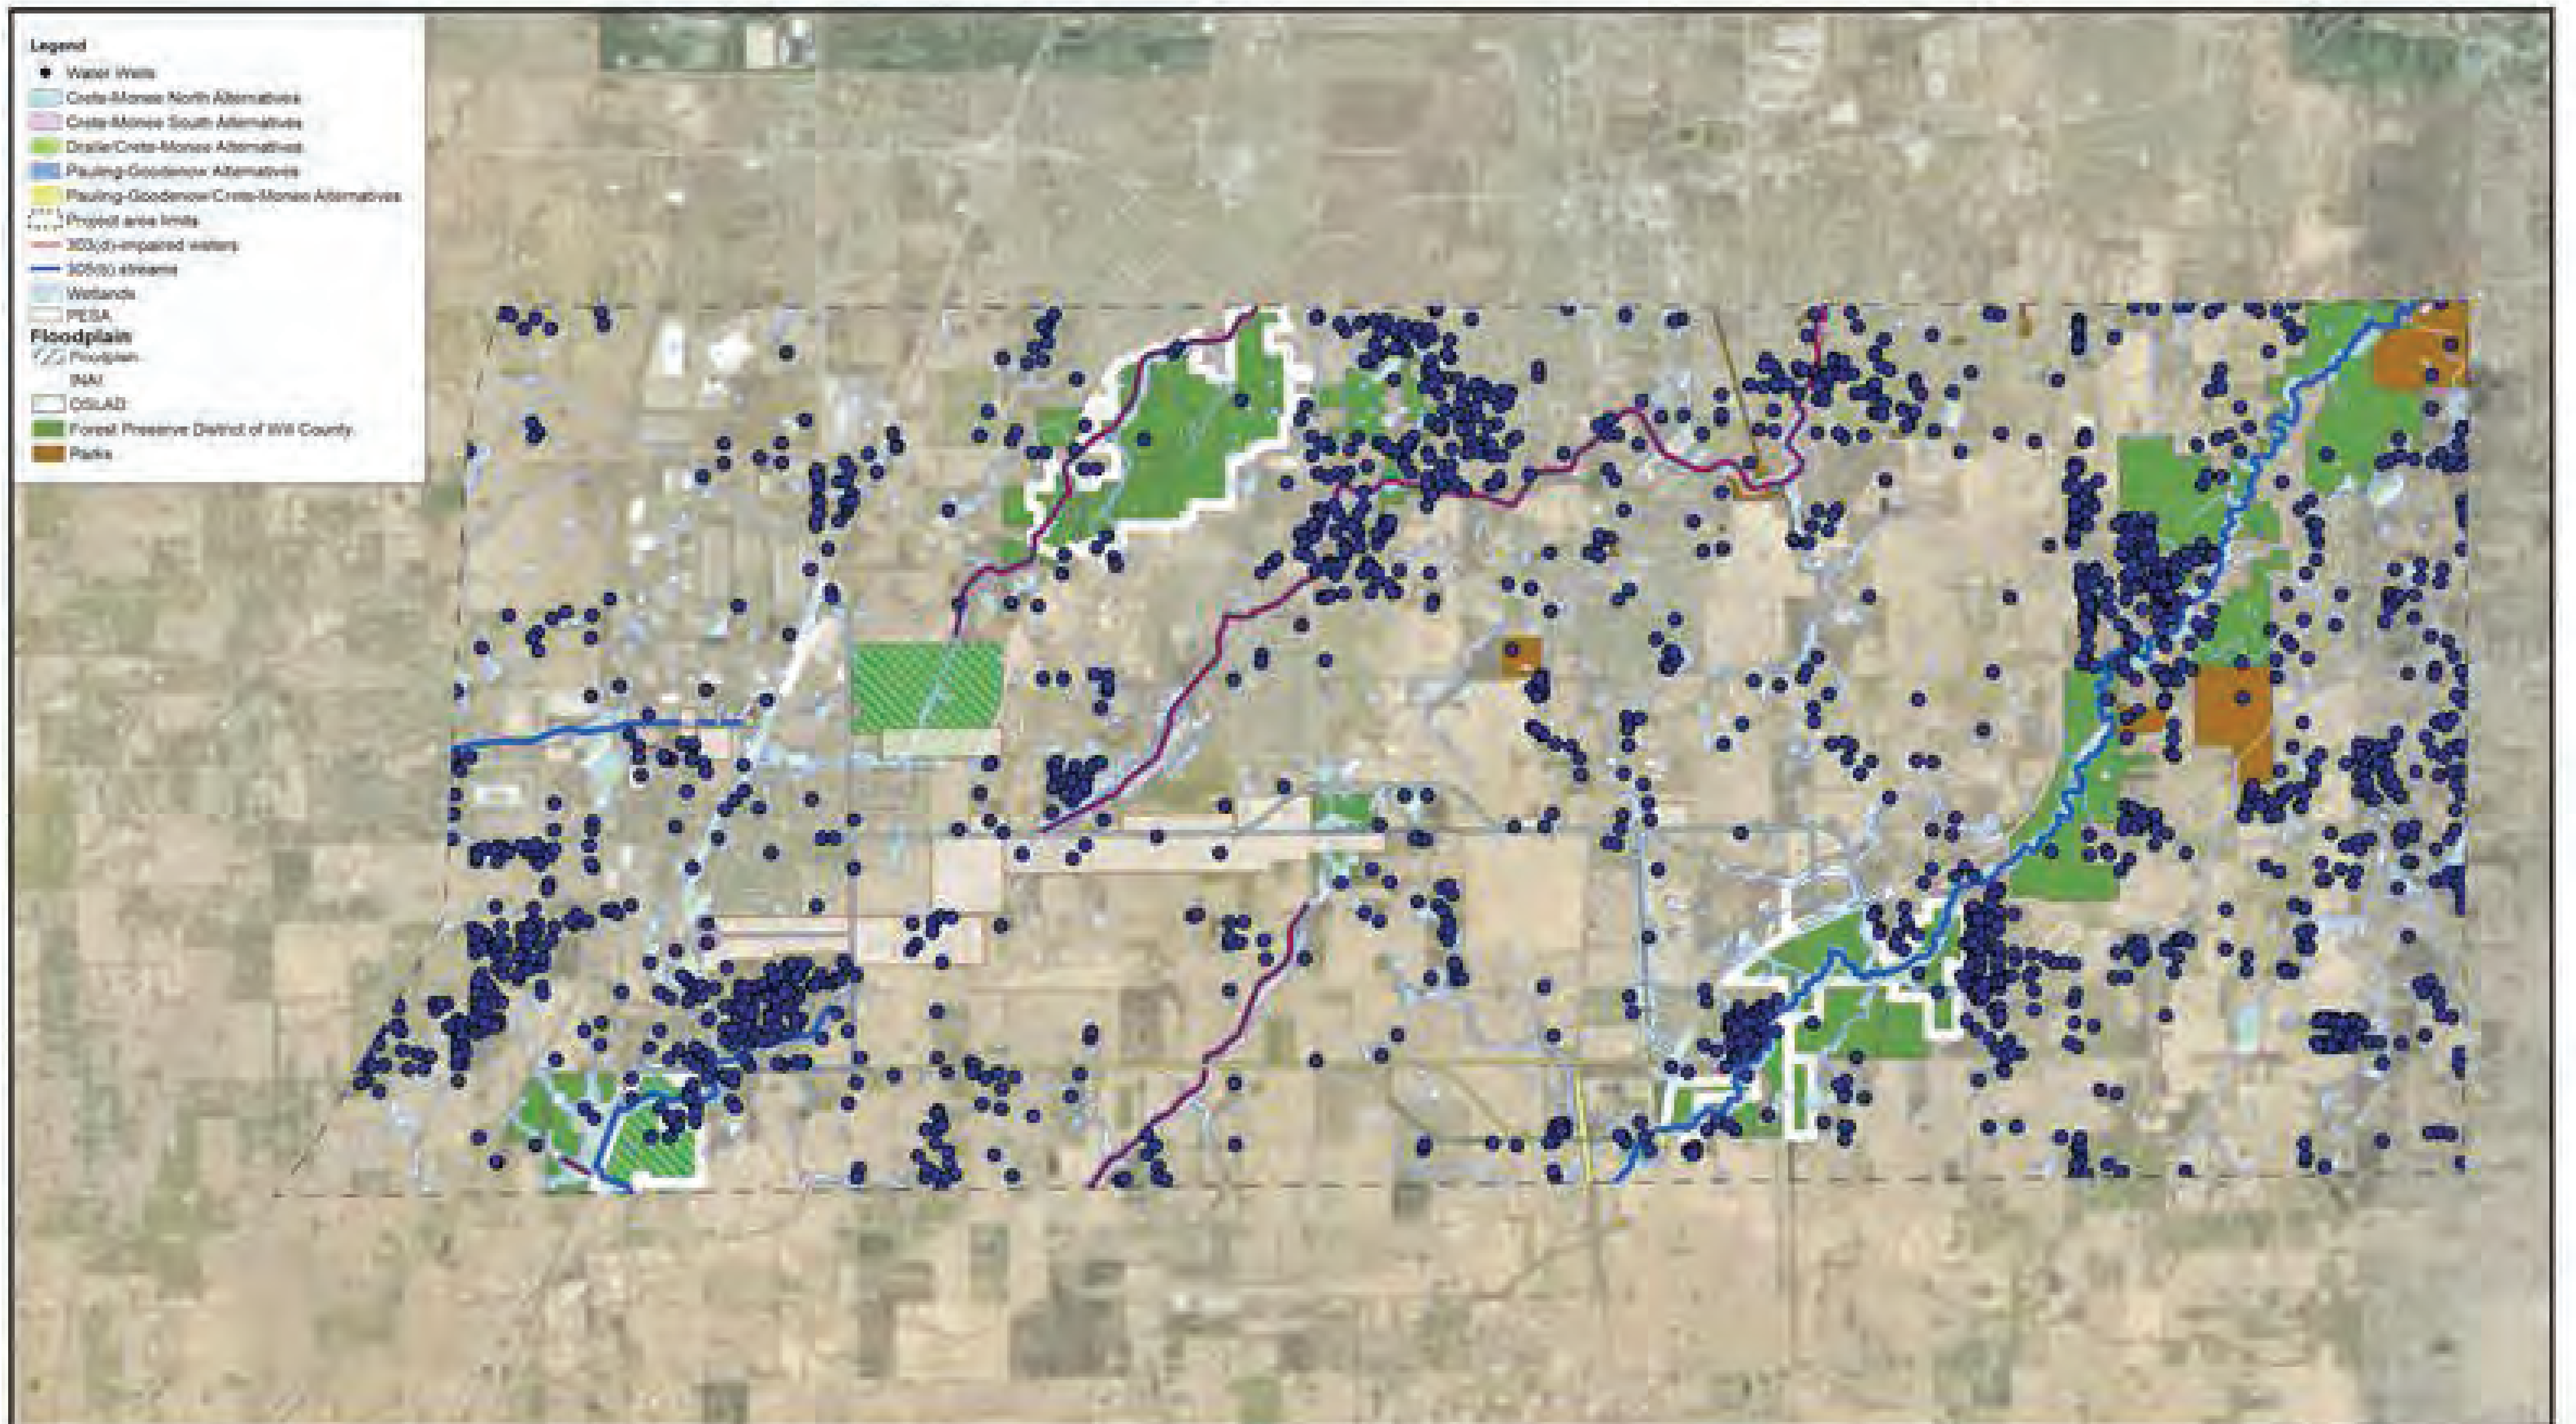 Legend
Water Wells
Crete-Monee North Alternatives
Crete-Monee South Alternatives
Dralle/Crete-Monee Alternatives
Pauling-Goodenow Alternatives
Pauling-Goodenow/Crete-Monee Alternatives
Project area limits
303(d)-impaired waters
305(b) streams
Wetlands
PESA
Floodplain
Floodplain
INAI
OSLAD
Forest Preserve District of Will County
Parks